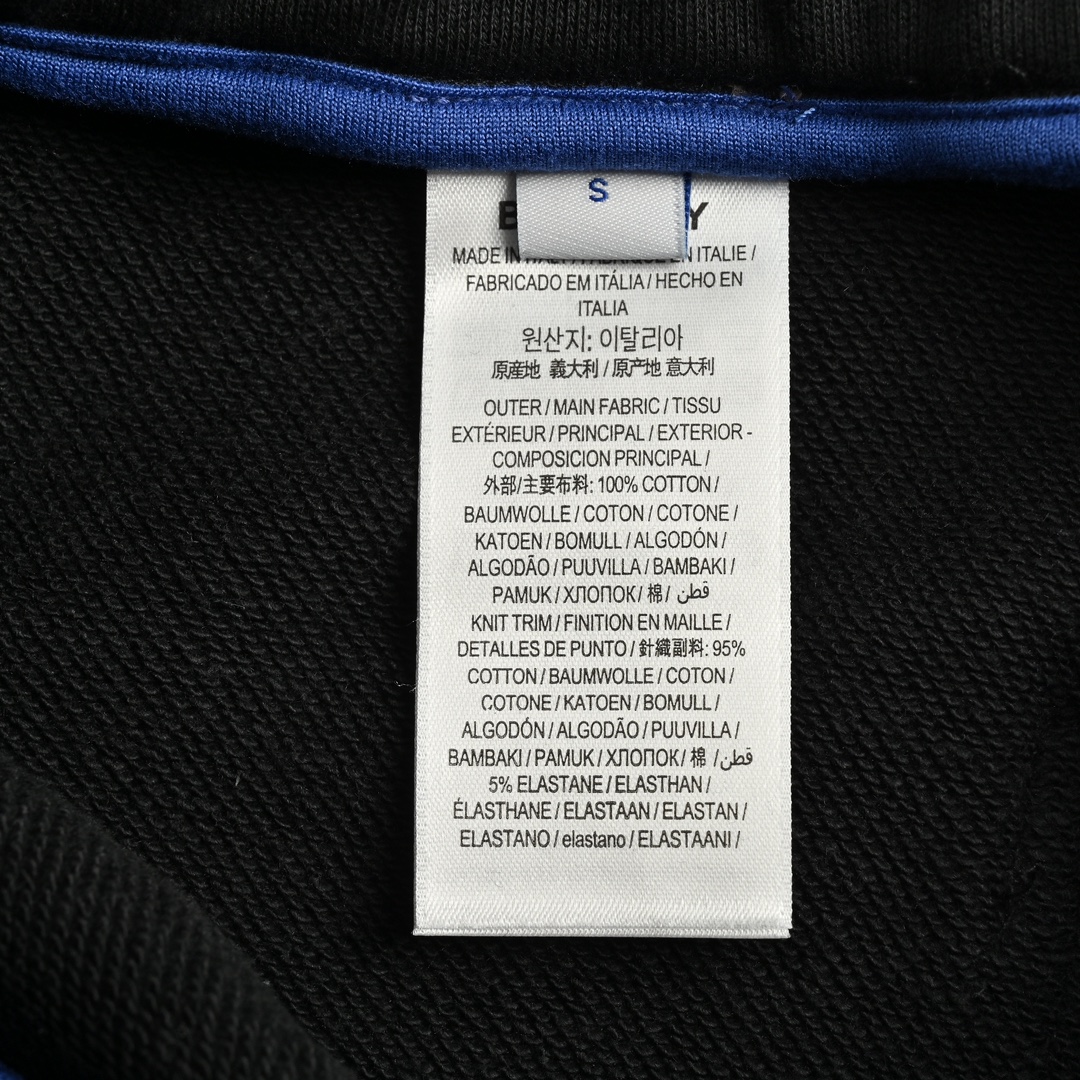 S
MADE IN ITALIE /
FABRICADO EM ITÁLIA / HECHO EN
ITALIA
원산지: 이탈리아
原産地 義大利 / 原产地 意大利
OUTER / MAIN FABRIC / TISSU
EXTÉRIEUR / PRINCIPAL / EXTERIOR -
COMPOSICION PRINCIPAL /
外部/主要布料: 100% COTTON /
BAUMWOLLE / COTON / COTONE /
KATOEN / BOMULL / ALGODÓN /
ALGODÃO / PUUVILLA / BAMBAKI /
PAMUK / ХЛОПОК / 棉 / قطن
KNIT TRIM / FINITION EN MAILLE /
DETALLES DE PUNTO / 針織副料: 95%
COTTON / BAUMWOLLE / COTON /
COTONE / KATOEN / BOMULL /
ALGODÓN / ALGODÃO / PUUVILLA /
BAMBAKI / PAMUK / ХЛОПОК / 棉 / قطن
5% ELASTANE / ELASTHAN /
ÉLASTHANE / ELASTAAN / ELASTAN /
ELASTANO / elastano / ELASTAANI /